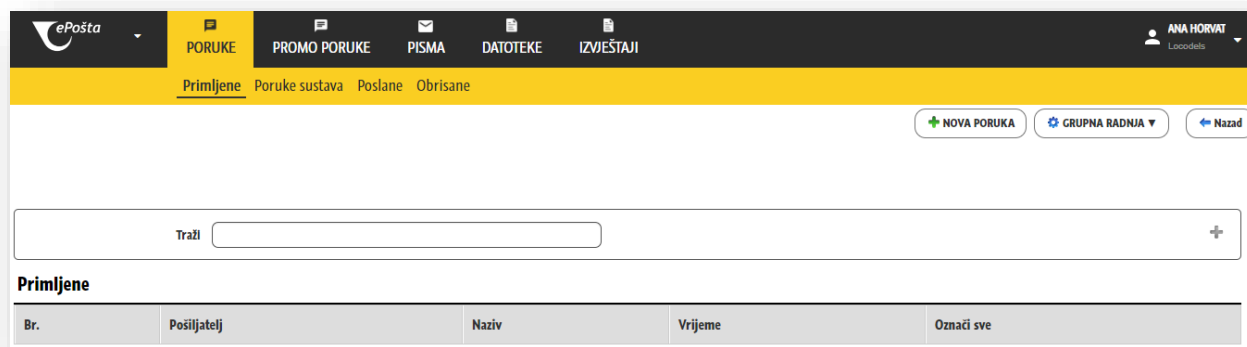 ePošta
PORUKE PROMO PORUKE PISMA DATOTEKE IZVJEŠTAJI
ANA HORVAT
Locodels
Primljene Poruke sustava Poslane Obrisane
NOVA PORUKA GRUPNA RADNJA ▼ Nazad
Traži
Primljene
Br. Pošiljatelj Naziv Vrijeme Označi sve